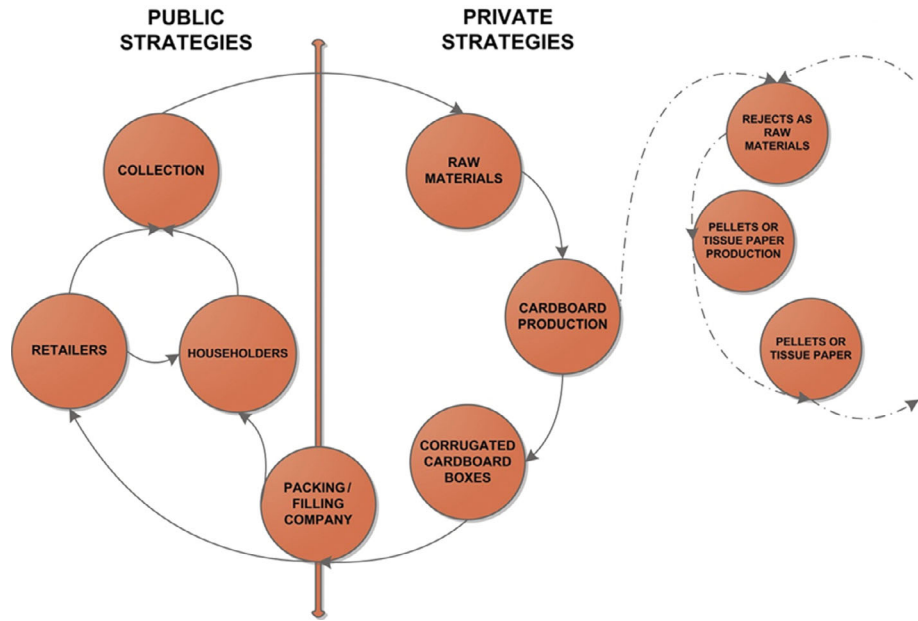 PUBLIC
STRATEGIES
PRIVATE
STRATEGIES
COLLECTION
RAW
MATERIALS
REJECTS AS
RAW
MATERIALS
PELLETS OR
TISSUE PAPER
PRODUCTION
CARDBOARD
PRODUCTION
RETAILERS
HOUSEHOLDERS
PELLETS OR
TISSUE PAPER
CORRUGATED
CARDBOARD
BOXES
PACKING /
FILLING
COMPANY